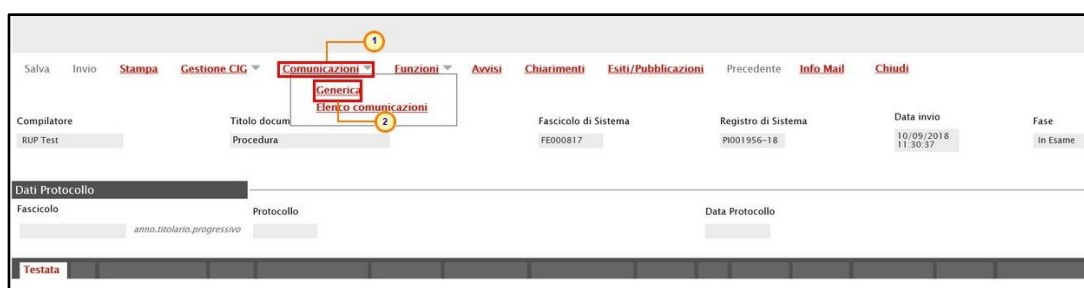 1
Salva Invio Stampa Gestione CIG Comunicazioni Funzioni Avvisi Chiarimenti Esiti/Pubblicazioni Precedente Info Mail Chiudi
Generica
Elenco comunicazioni
2
Compilatore Titolo docum Fascicolo di Sistema Registro di Sistema Data invio Fase
RUP Test Procedura FE000817 PI001956-18 10/09/2018 In Esame
11:30:37
Dati Protocollo
Fascicolo Protocollo Data Protocollo
anno.titolario.progressivo
Testata